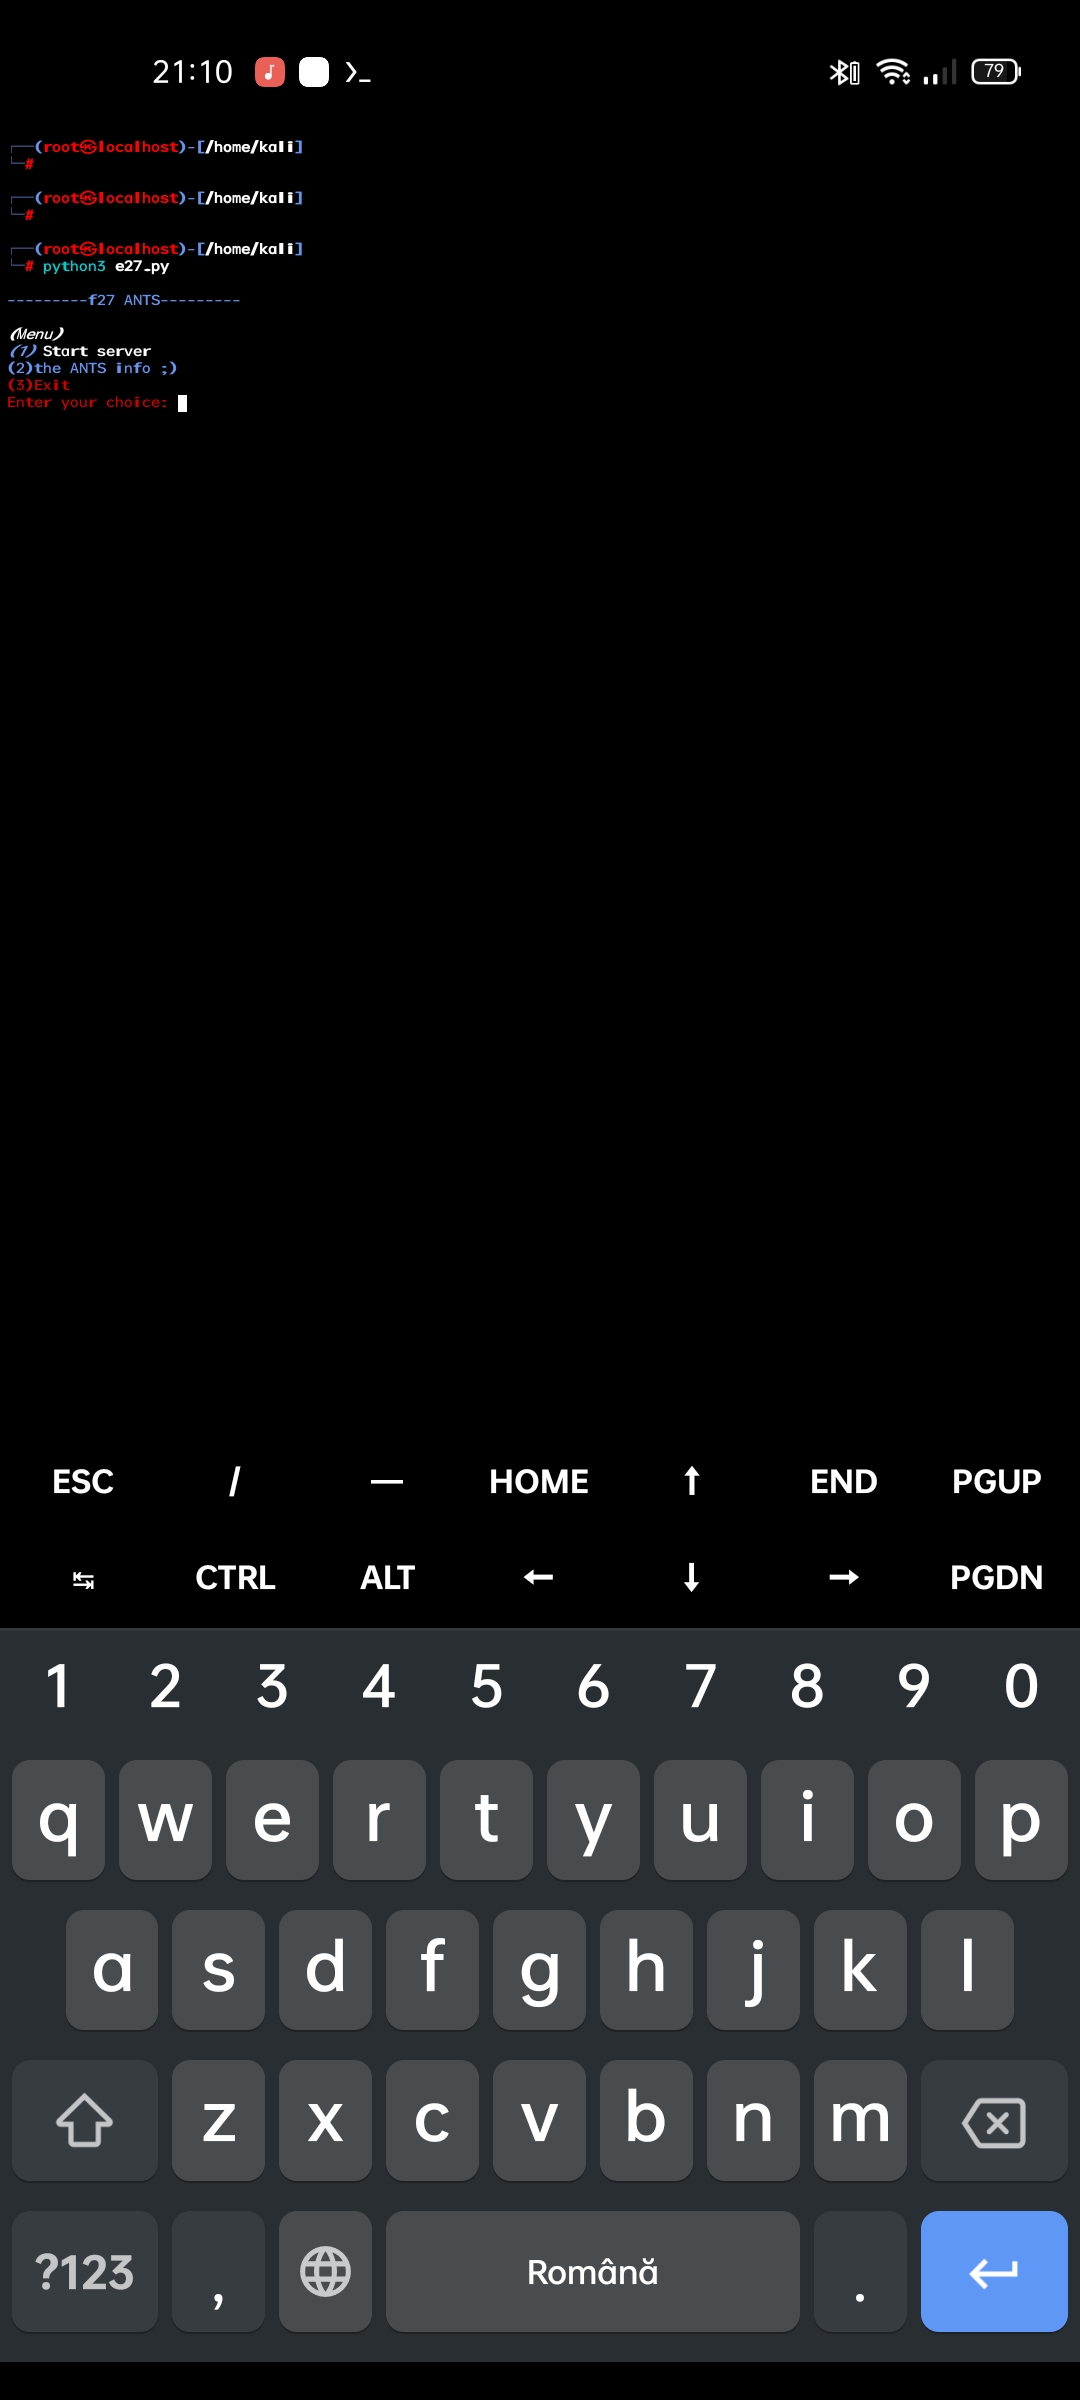 21:10 79
┌──(root㉿localhost)-[/home/kali]
└─#
┌──(root㉿localhost)-[/home/kali]
└─#
┌──(root㉿localhost)-[/home/kali]
└─# python3 e27.py
---------f27 ANTS---------
(Menu)
(1) Start server
(2)the ANTS info ;)
(3)Exit
Enter your choice:
ESC / — HOME ↑ END PGUP
↹ CTRL ALT ← ↓ → PGDN
1 2 3 4 5 6 7 8 9 0
q w e r t y u i o p
a s d f g h j k l
z x c v b n m
?123 , Română .